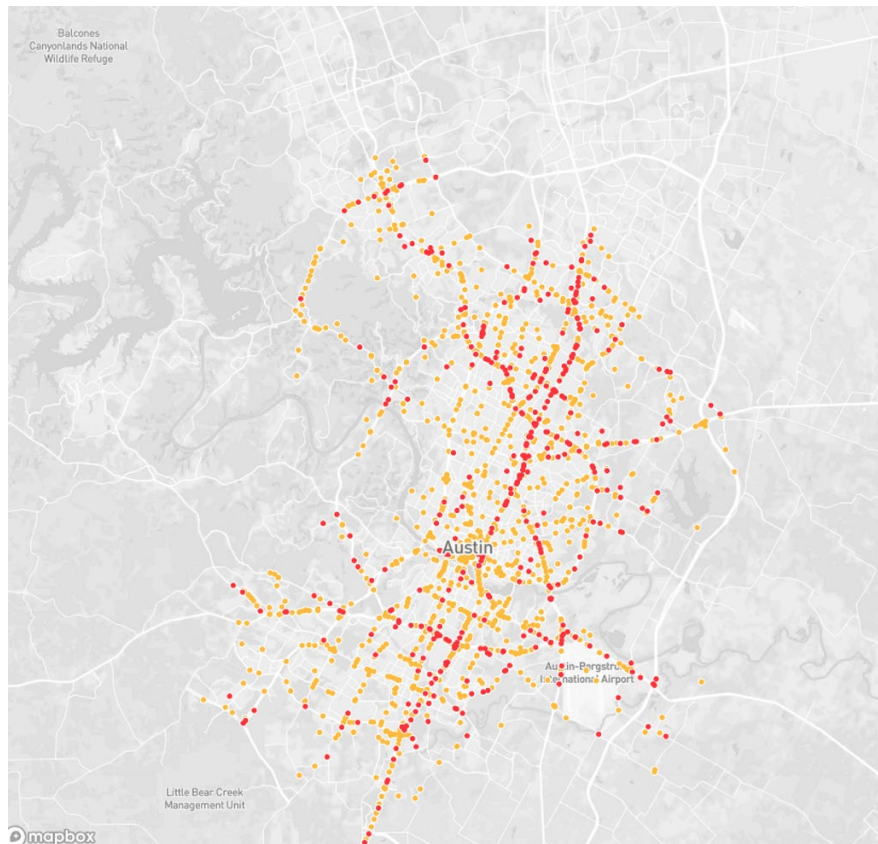 Balcones
Canyonlands National
Wildlife Refuge
Austin
Austin-Bergstrom
International Airport
Little Bear Creek
Management Unit
mapbox